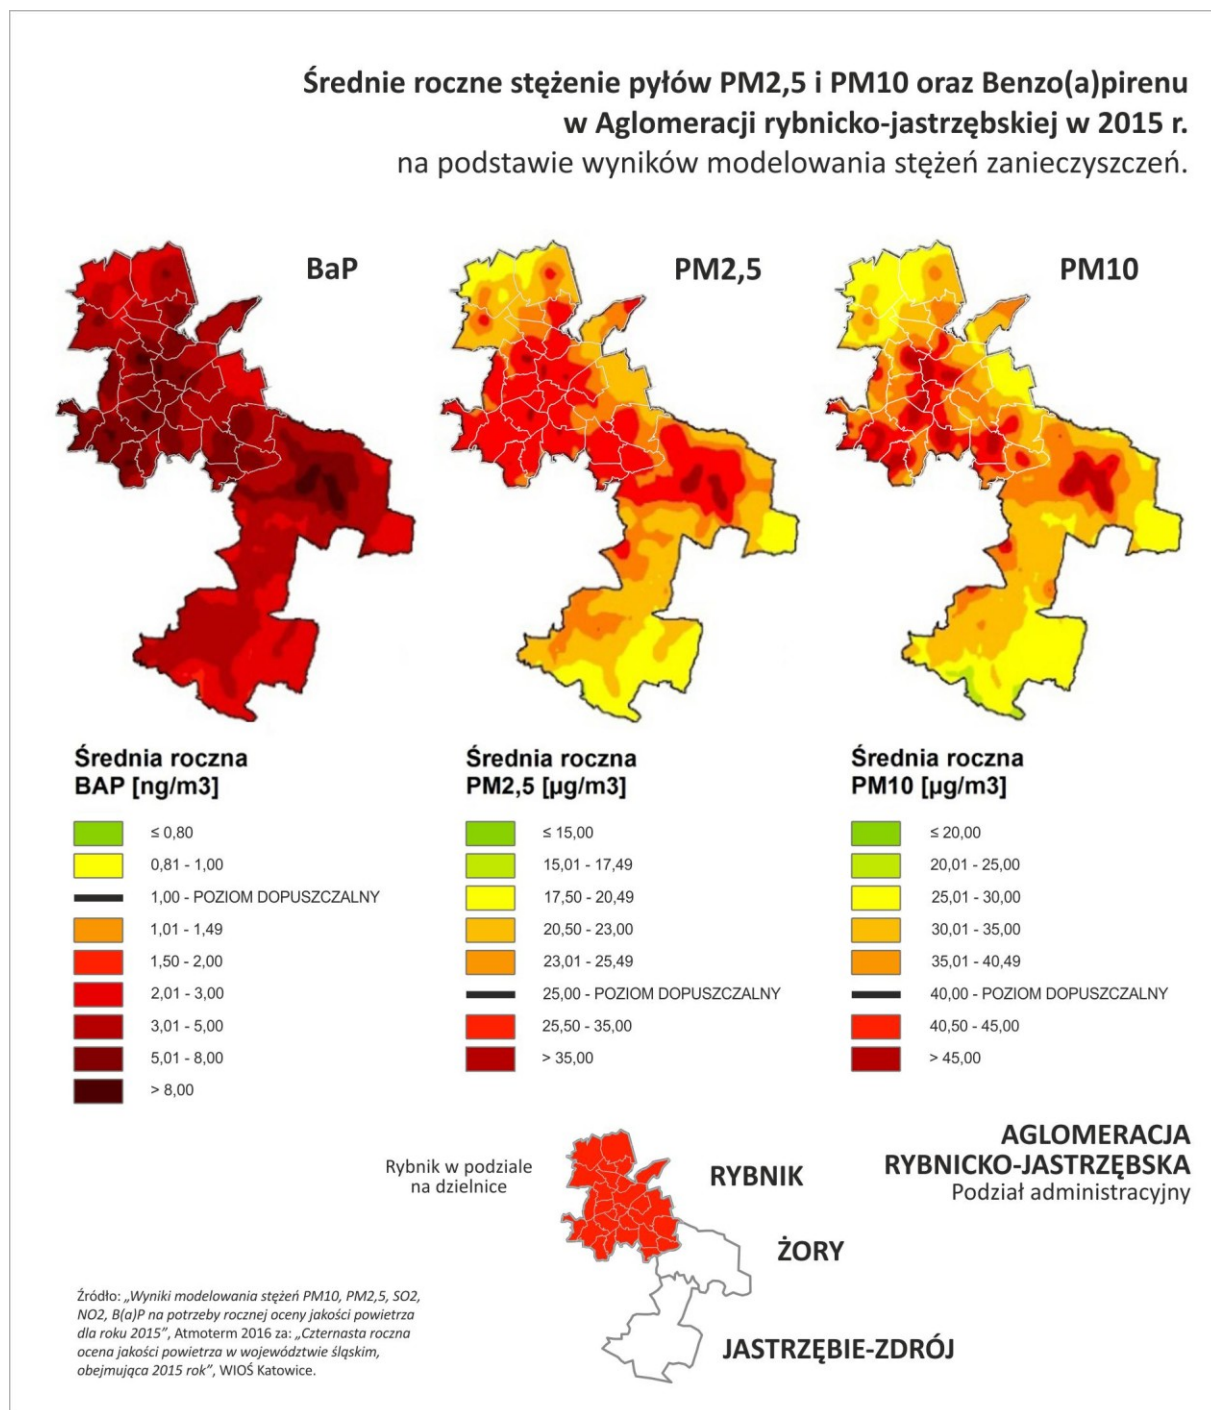 Średnie roczne stężenie pyłów PM2,5 i PM10 oraz Benzo(a)pirenu
w Aglomeracji rybnicko-jastrzębskiej w 2015 r.
na podstawie wyników modelowania stężeń zanieczyszczeń.
BaP
PM2,5
PM10
Średnia roczna
BAP [ng/m3]
≤ 0,80
0,81 - 1,00
1,00 - POZIOM DOPUSZCZALNY
1,01 - 1,49
1,50 - 2,00
2,01 - 3,00
3,01 - 5,00
5,01 - 8,00
> 8,00
Średnia roczna
PM2,5 [µg/m3]
≤ 15,00
15,01 - 17,49
17,50 - 20,49
20,50 - 23,00
23,01 - 25,49
25,00 - POZIOM DOPUSZCZALNY
25,50 - 35,00
> 35,00
Średnia roczna
PM10 [µg/m3]
≤ 20,00
20,01 - 25,00
25,01 - 30,00
30,01 - 35,00
35,01 - 40,49
40,00 - POZIOM DOPUSZCZALNY
40,50 - 45,00
> 45,00
Rybnik w podziale
na dzielnice
RYBNIK
ŻORY
JASTRZĘBIE-ZDRÓJ
AGLOMERACJA
RYBNICKO-JASTRZĘBSKA
Podział administracyjny
Źródło: „Wyniki modelowania stężeń PM10, PM2,5, SO2,
NO2, B(a)P na potrzeby rocznej oceny jakości powietrza
dla roku 2015”, Atmoterm 2016 za: „Czternasta roczna
ocena jakości powietrza w województwie śląskim,
obejmująca 2015 rok”, WIOŚ Katowice.